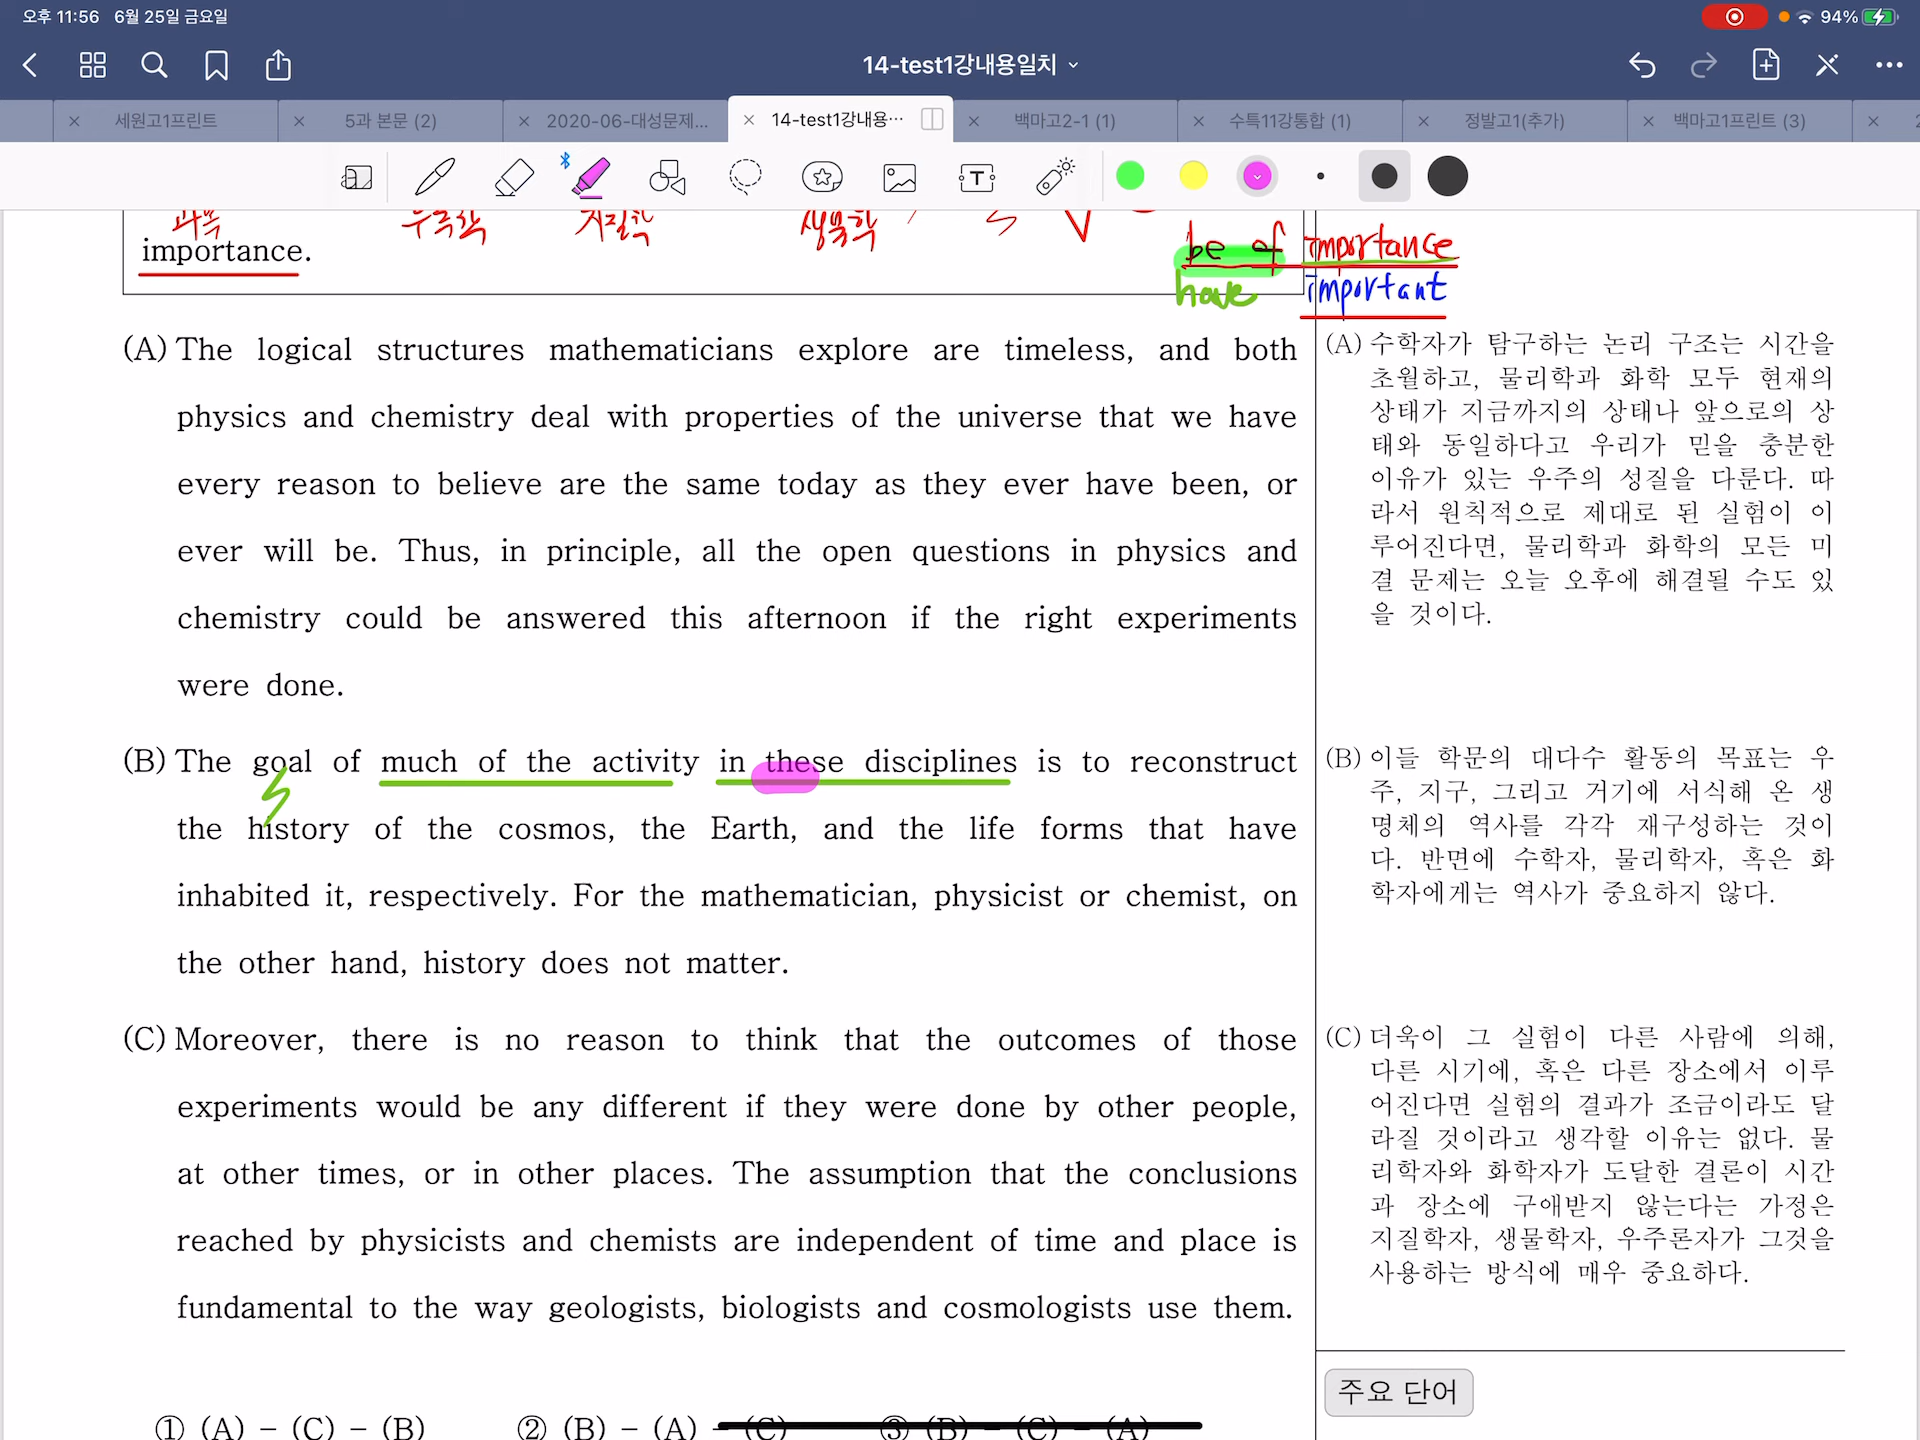 오후 11:56 6월 25일 금요일
94%
14-test1강내용일치
세원고1프린트
5과 본문 (2)
2020-06-대성문제...
14-test1강내용...
백마고2-1 (1)
수특11강통합 (1)
정발고1(추가)
백마고1프린트 (3)
생물학
importance.
be of importance
have important
(A) The logical structures mathematicians explore are timeless, and both
physics and chemistry deal with properties of the universe that we have
every reason to believe are the same today as they ever have been, or
ever will be. Thus, in principle, all the open questions in physics and
chemistry could be answered this afternoon if the right experiments
were done.
(A) 수학자가 탐구하는 논리 구조는 시간을
초월하고, 물리학과 화학 모두 현재의
상태가 지금까지의 상태나 앞으로의 상
태와 동일하다고 우리가 믿을 충분한
이유가 있는 우주의 성질을 다룬다. 따
라서 원칙적으로 제대로 된 실험이 이
루어진다면, 물리학과 화학의 모든 미
결 문제는 오늘 오후에 해결될 수도 있
을 것이다.
(B) The goal of much of the activity in these disciplines is to reconstruct
the history of the cosmos, the Earth, and the life forms that have
inhabited it, respectively. For the mathematician, physicist or chemist, on
the other hand, history does not matter.
(B) 이들 학문의 대다수 활동의 목표는 우
주, 지구, 그리고 거기에 서식해 온 생
명체의 역사를 각각 재구성하는 것이
다. 반면에 수학자, 물리학자, 혹은 화
학자에게는 역사가 중요하지 않다.
(C) Moreover, there is no reason to think that the outcomes of those
experiments would be any different if they were done by other people,
at other times, or in other places. The assumption that the conclusions
reached by physicists and chemists are independent of time and place is
fundamental to the way geologists, biologists and cosmologists use them.
(C) 더욱이 그 실험이 다른 사람에 의해,
다른 시기에, 혹은 다른 장소에서 이루
어진다면 실험의 결과가 조금이라도 달
라질 것이라고 생각할 이유는 없다. 물
리학자와 화학자가 도달한 결론이 시간
과 장소에 구애받지 않는다는 가정은
지질학자, 생물학자, 우주론자가 그것을
사용하는 방식에 매우 중요하다.
주요 단어
① (A) - (C) - (B) ② (B) - (A) - (C) ③ (B) - (C) - (A)